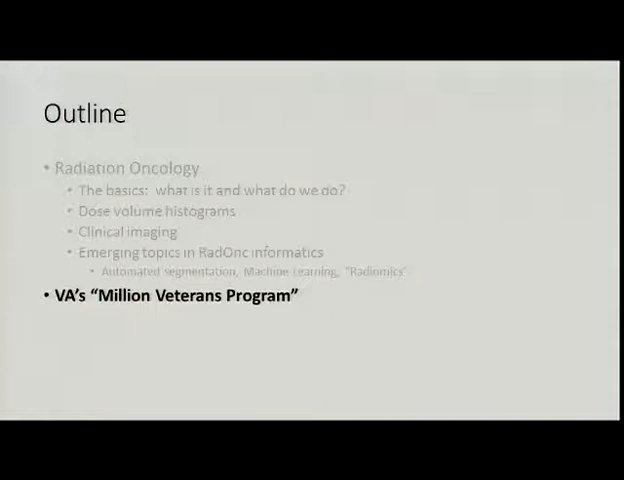 Outline
• Radiation Oncology
• The basics: what is it and what do we do?
• Dose volume histograms
• Clinical imaging
• Emerging topics in RadOnc informatics
• Automated segmentation, Machine Learning, "Radiomics"
• VA's "Million Veterans Program"